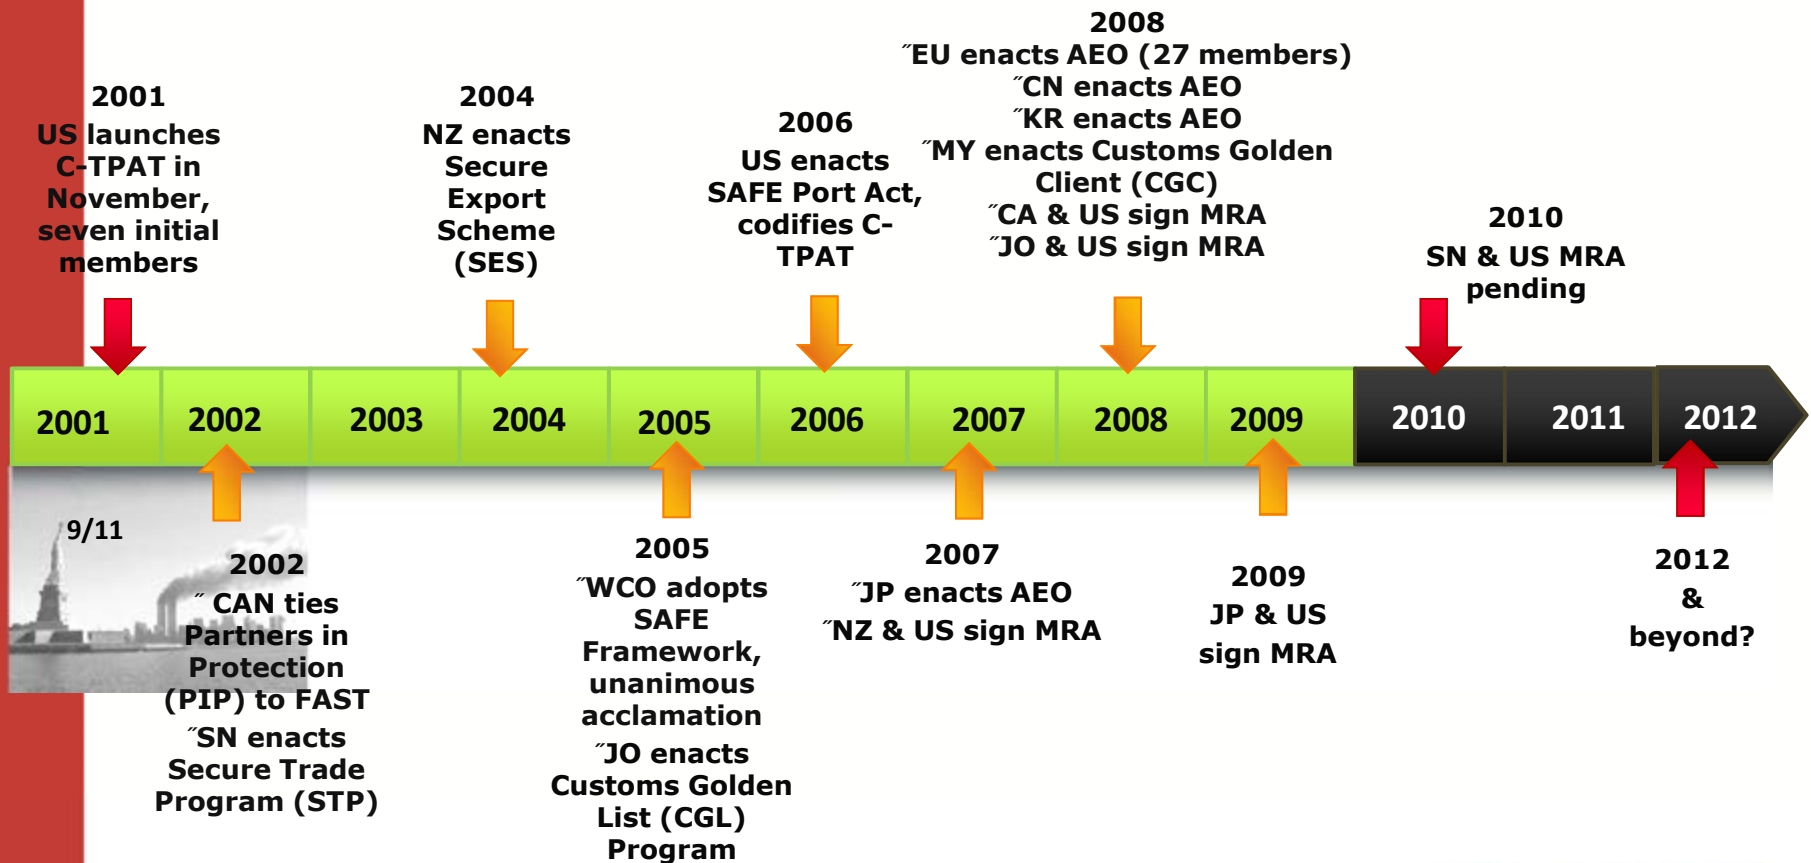 2001
US launches
C-TPAT in
November,
seven initial
members
2004
NZ enacts
Secure
Export
Scheme
(SES)
2006
US enacts
SAFE Port Act,
codifies C-
TPAT
2008
˝EU enacts AEO (27 members)
˝CN enacts AEO
˝KR enacts AEO
˝MY enacts Customs Golden
Client (CGC)
˝CA & US sign MRA
˝JO & US sign MRA
2010
SN & US MRA
pending
2001
2002
2003
2004
2005
2006
2007
2008
2009
2010
2011
2012
9/11
2002
˝ CAN ties
Partners in
Protection
(PIP) to FAST
˝SN enacts
Secure Trade
Program (STP)
2005
˝WCO adopts
SAFE
Framework,
unanimous
acclamation
˝JO enacts
Customs Golden
List (CGL)
Program
2007
˝JP enacts AEO
˝NZ & US sign MRA
2009
JP & US
sign MRA
2012
&
beyond?